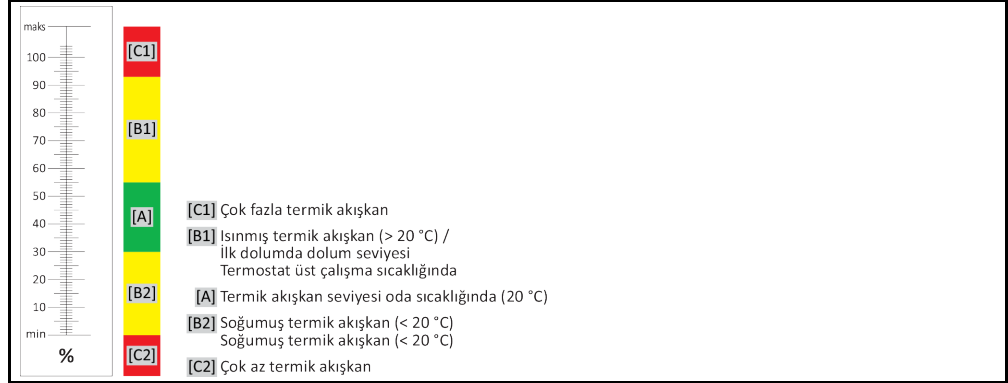 maks
100
90
80
70
60
50
40
30
20
10
min
%
[C1]
[B1]
[A]
[B2]
[C2]
[C1] Çok fazla termik akışkan
[B1] Isınmış termik akışkan (> 20 °C) /
İlk dolumda dolum seviyesi
Termostat üst çalışma sıcaklığında
[A] Termik akışkan seviyesi oda sıcaklığında (20 °C)
[B2] Soğumuş termik akışkan (< 20 °C)
Soğumuş termik akışkan (< 20 °C)
[C2] Çok az termik akışkan